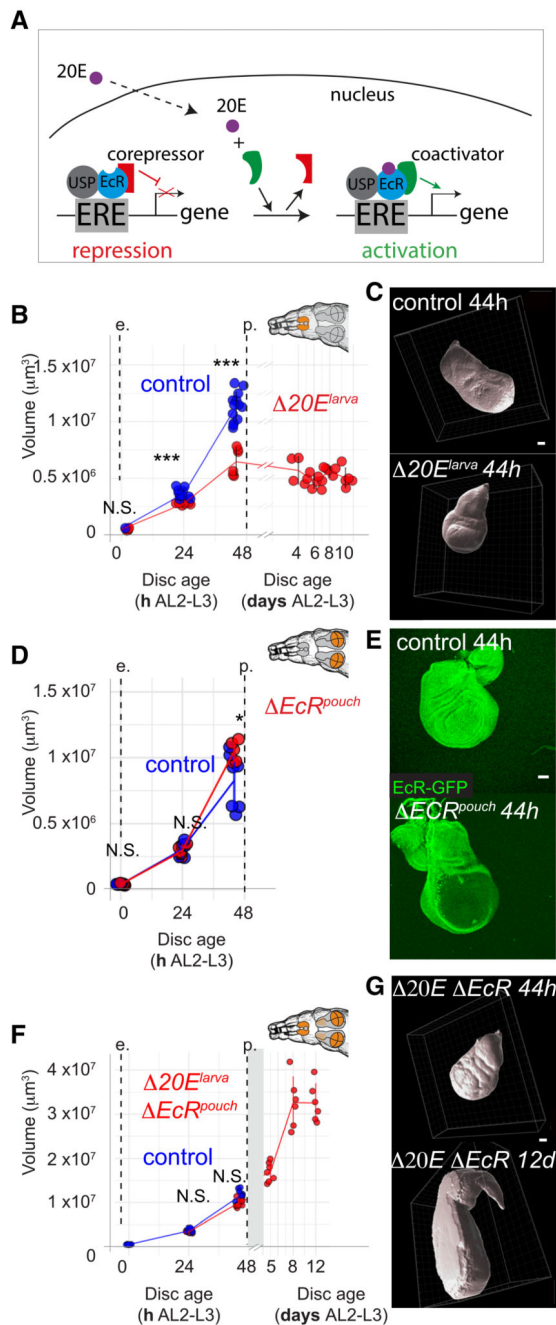 A
20E
20E
nucleus
+
corepressor
coactivator
USP
EcR
USP
EcR
ERE
gene
ERE
gene
repression
activation
B
e.
p.
1.5 x10⁷
1 x10⁷
0.5 x10⁶
0
Volume (μm³)
control
***
***
N.S.
Δ20E^larva
0
24
48
4
6
8
10
Disc age
(h AL2-L3)
Disc age
(days AL2-L3)
C
control 44h
Δ20E^larva 44h
D
e.
p.
1.5 x10⁷
1 x10⁷
0.5 x10⁶
0
Volume (μm³)
ΔEcR^pouch
control
*
N.S.
N.S.
0
24
48
Disc age
(h AL2-L3)
E
control 44h
EcR-GFP
ΔECR^pouch 44h
F
e.
p.
4 x10⁷
3 x10⁷
2 x10⁷
1 x10⁷
0
Volume (μm³)
Δ20E^larva
ΔEcR^pouch
control
N.S.
N.S.
0
24
48
5
8
12
Disc age
(h AL2-L3)
Disc age
(days AL2-L3)
G
Δ20E ΔEcR 44h
Δ20E ΔEcR 12d